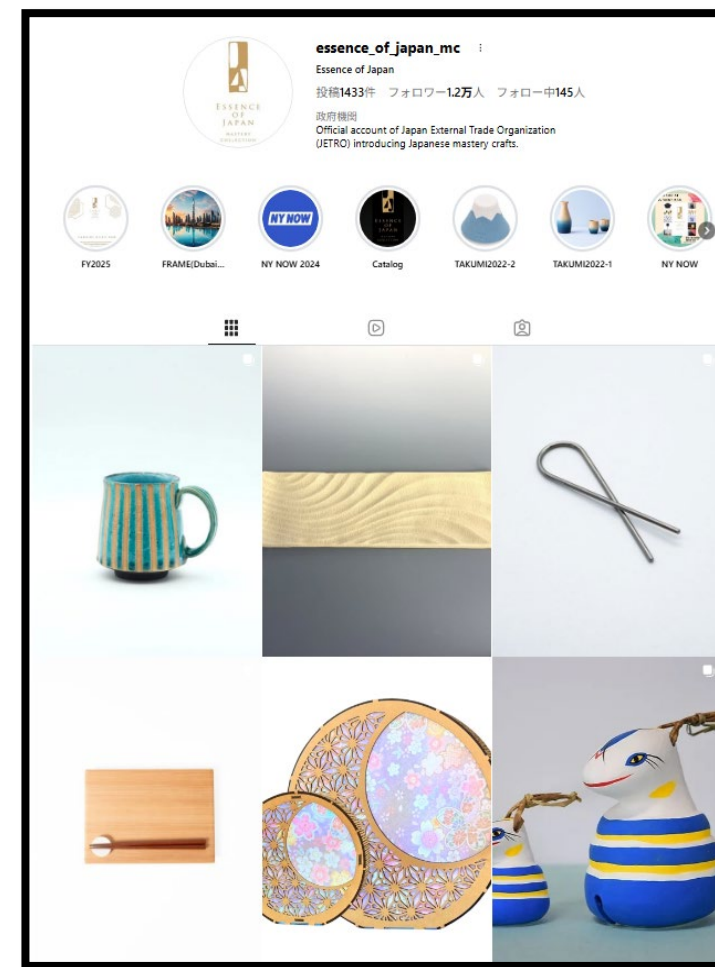 essence_of_japan_mc
Essence of Japan
投稿1433件 フォロワー1.2万人 フォロー中145人
政府機関
Official account of Japan External Trade Organization
(JETRO) introducing Japanese mastery crafts.
ESSENCE
OF
JAPAN
MASTERY
COLLECTION
NY NOW
FY2025
FRAME(Dubai...
NY NOW 2024
Catalog
TAKUMI2022-2
TAKUMI2022-1
NY NOW